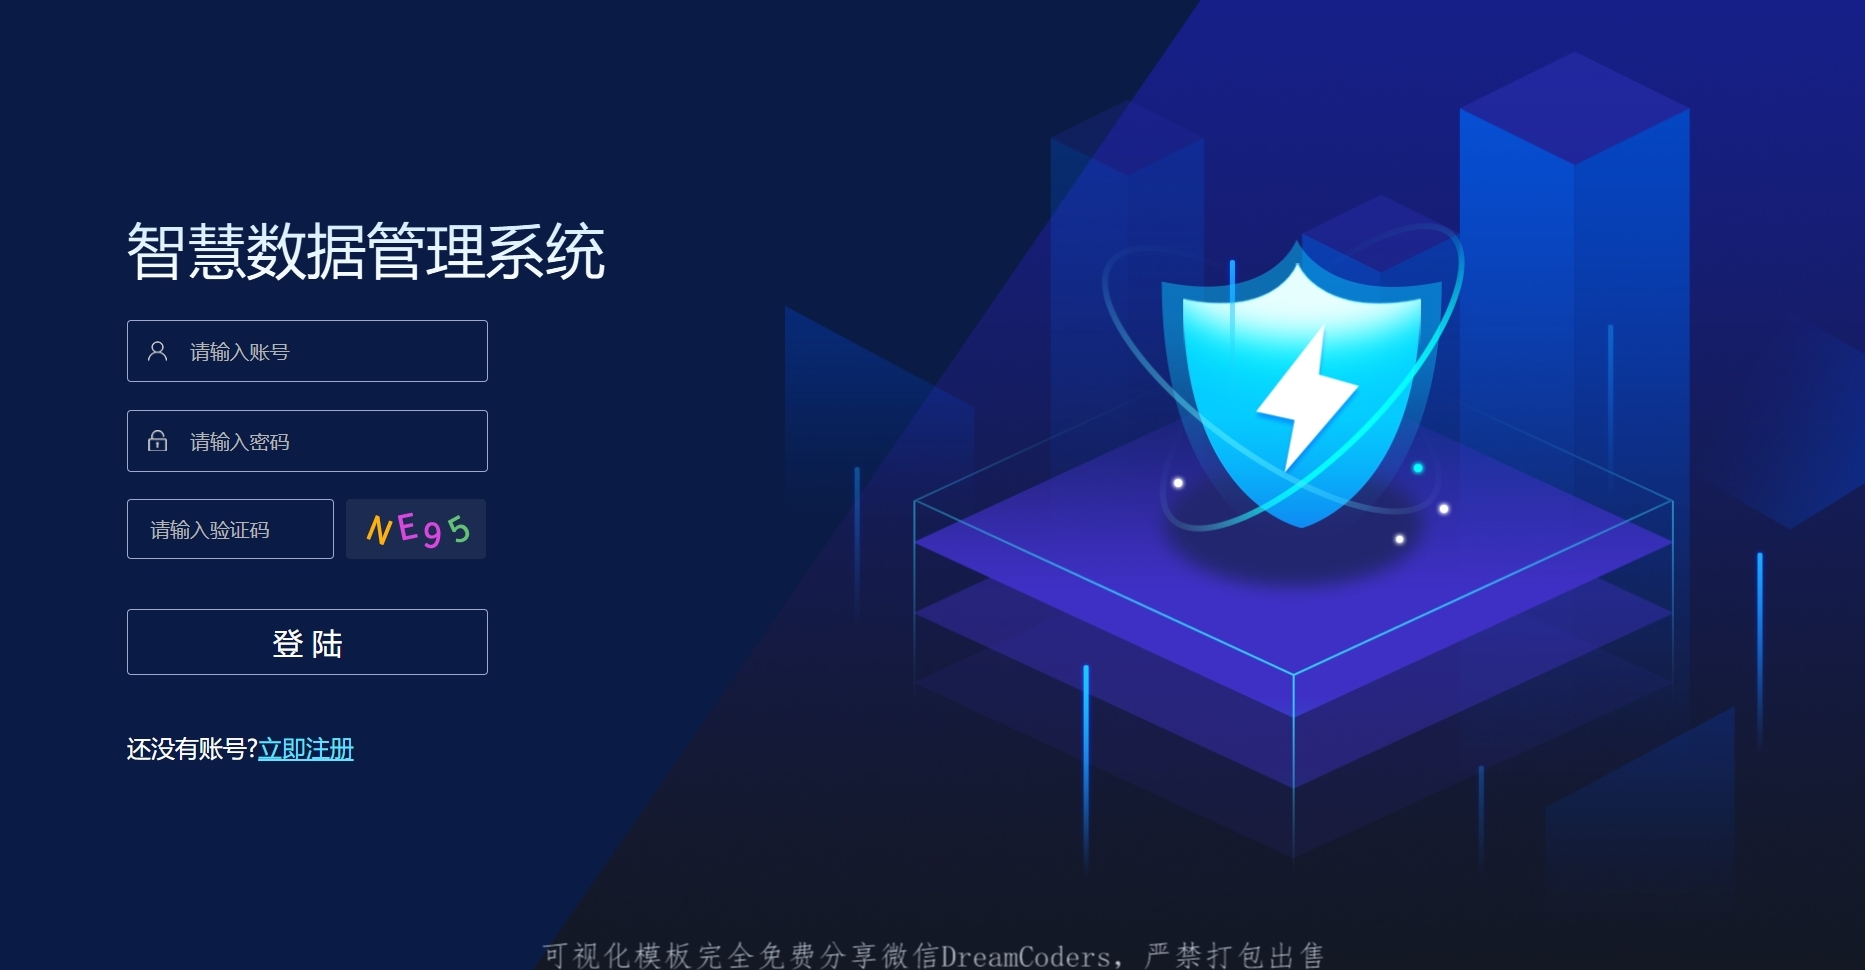 智慧数据管理系统
请输入账号
请输入密码
请输入验证码 NE95
登 陆
还没有账号?立即注册
可视化模板完全免费分享微信DreamCoders，严禁打包出售